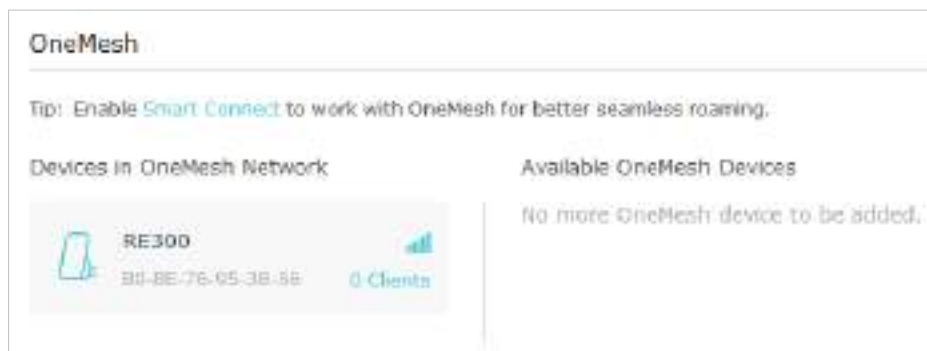 OneMesh
Tip: Enable Smart Connect to work with OneMesh for better seamless roaming.
Devices in OneMesh Network
RE300
0 Clients
Available OneMesh Devices
No more OneMesh device to be added.